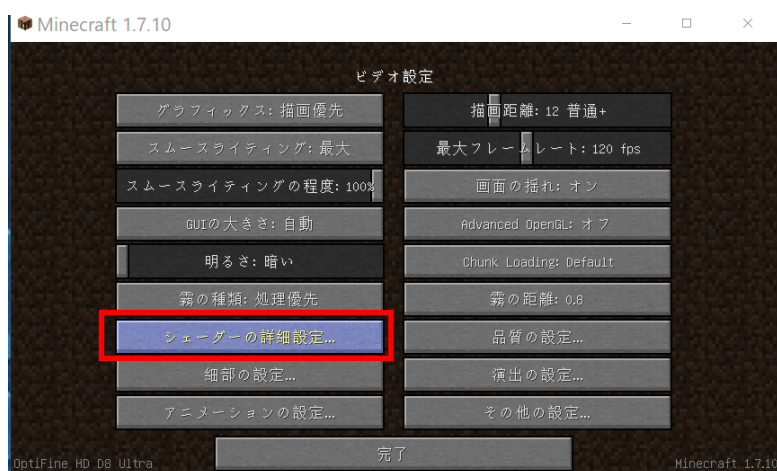 Minecraft 1.7.10
ビデオ設定
グラフィックス: 描画優先
描画距離: 12 普通+
スムースライティング: 最大
最大フレームレート: 120 fps
スムースライティングの程度: 100%
画面の揺れ: オン
GUIの大きさ: 自動
Advanced OpenGL: オフ
明るさ: 暗い
Chunk Loading: Default
霧の種類: 処理優先
霧の距離: 0.8
シェーダーの詳細設定...
品質の設定...
細部の設定...
演出の設定...
アニメーションの設定...
その他の設定...
完了
OptiFine HD D8 Ultra
Minecraft 1.7.10